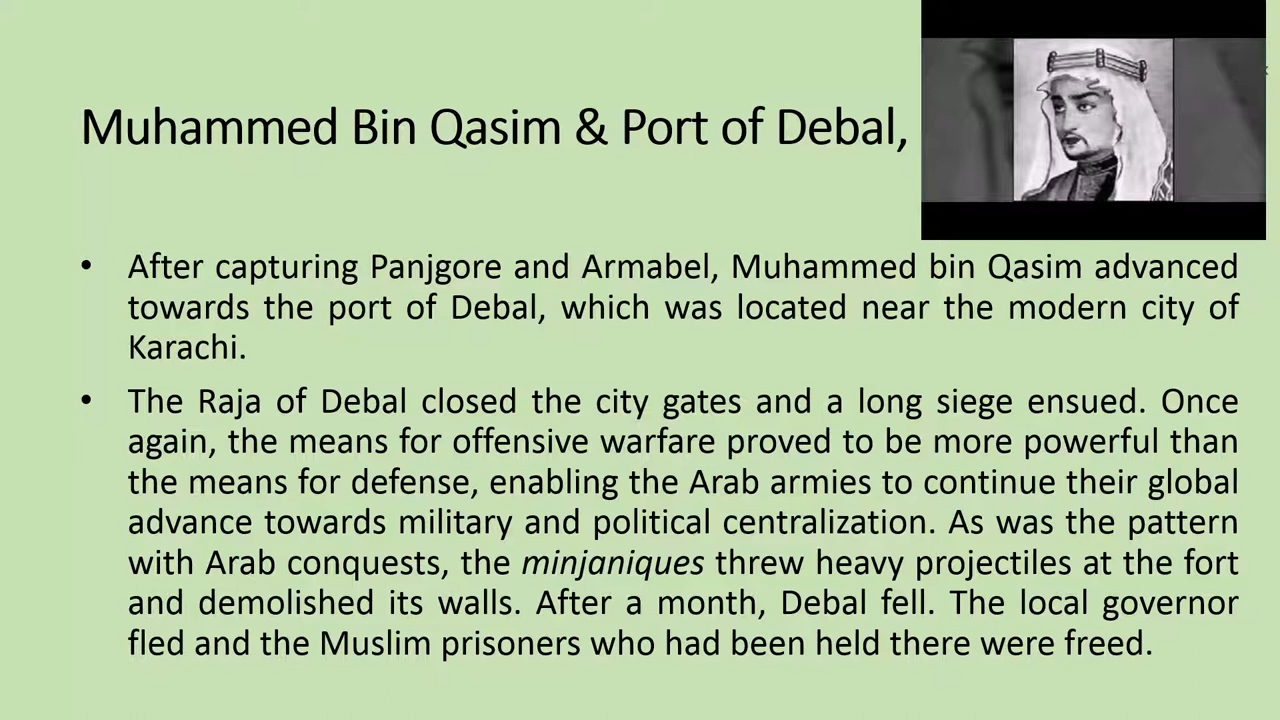 Muhammed Bin Qasim & Port of Debal,
• After capturing Panjgore and Armabel, Muhammed bin Qasim advanced
towards the port of Debal, which was located near the modern city of
Karachi.
• The Raja of Debal closed the city gates and a long siege ensued. Once
again, the means for offensive warfare proved to be more powerful than
the means for defense, enabling the Arab armies to continue their global
advance towards military and political centralization. As was the pattern
with Arab conquests, the minjaniques threw heavy projectiles at the fort
and demolished its walls. After a month, Debal fell. The local governor
fled and the Muslim prisoners who had been held there were freed.